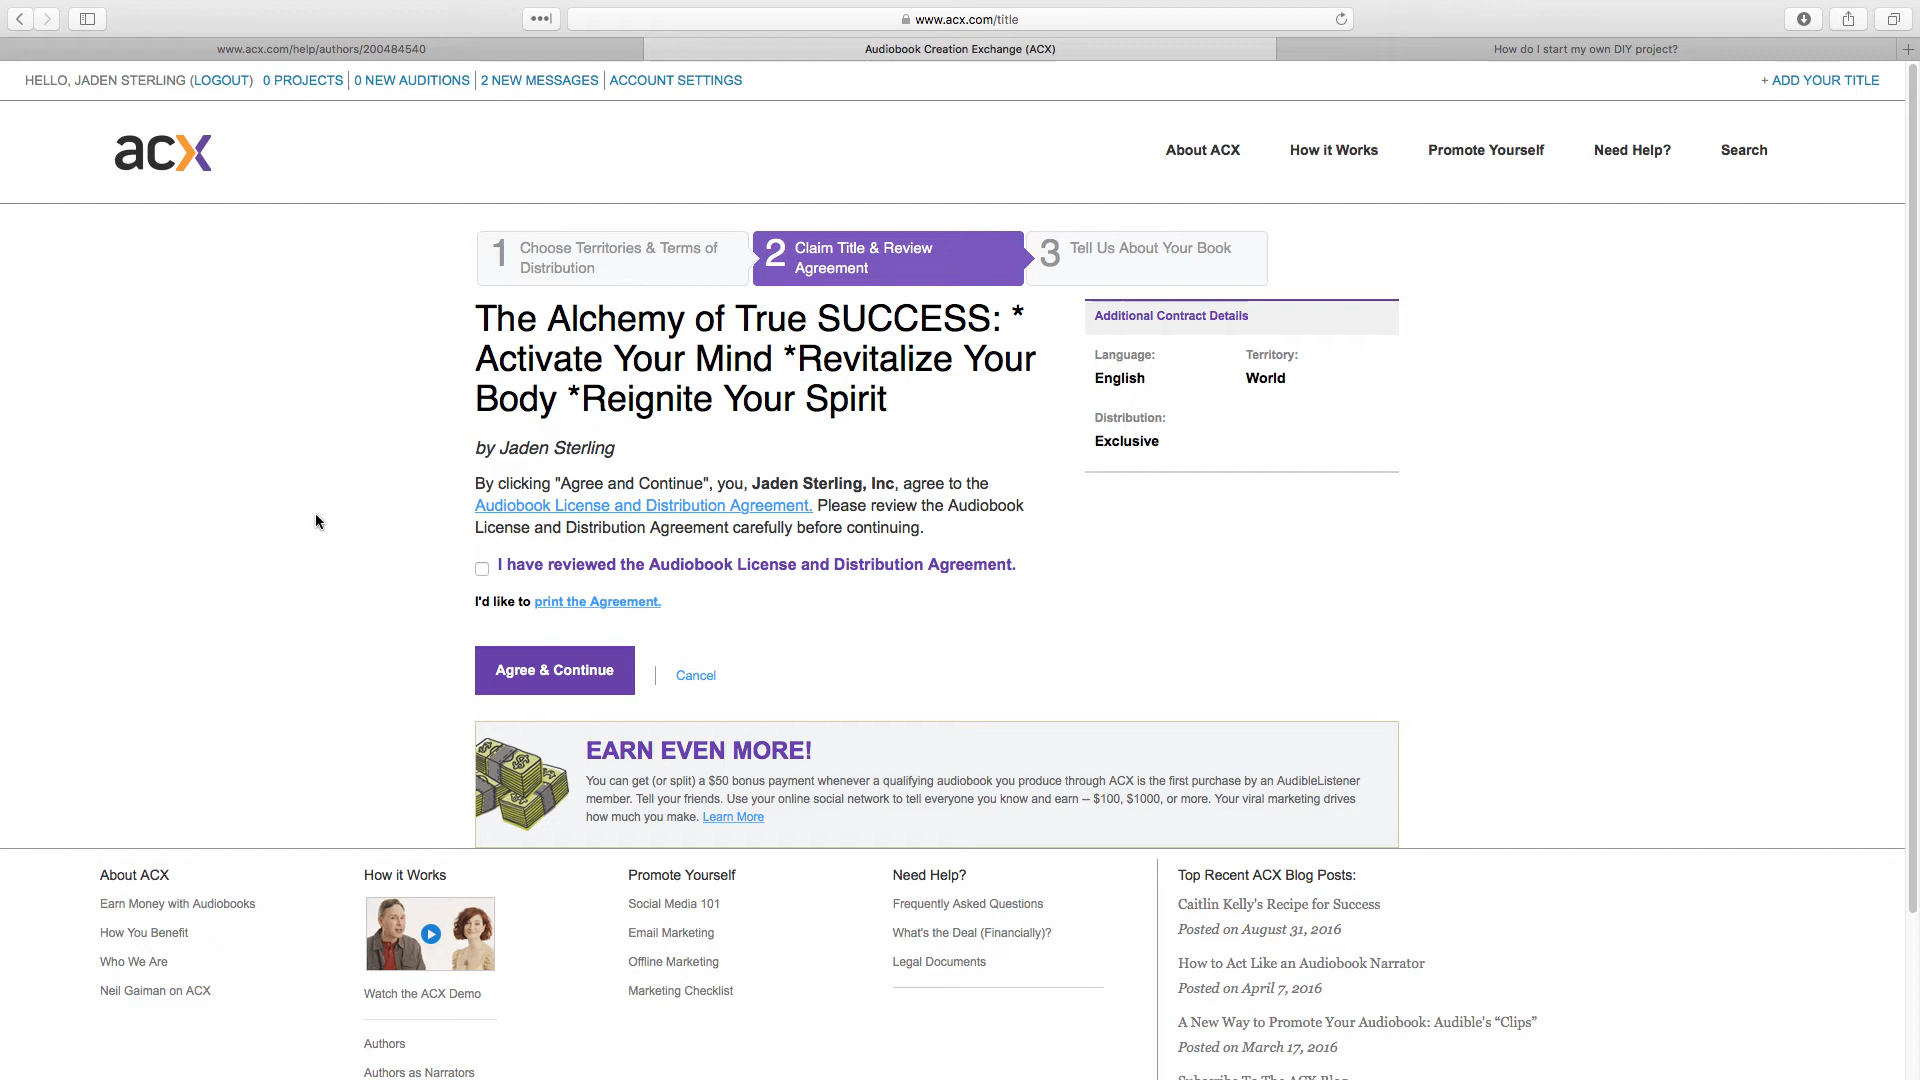 www.acx.com/title
www.acx.com/help/authors/200484540
Audiobook Creation Exchange (ACX)
How do I start my own DIY project?
HELLO, JADEN STERLING (LOGOUT) 0 PROJECTS 0 NEW AUDITIONS 2 NEW MESSAGES ACCOUNT SETTINGS
+ ADD YOUR TITLE
acx
About ACX
How it Works
Promote Yourself
Need Help?
Search
1 Choose Territories & Terms of
Distribution
2 Claim Title & Review
Agreement
3 Tell Us About Your Book
The Alchemy of True SUCCESS: *
Activate Your Mind *Revitalize Your
Body *Reignite Your Spirit
by Jaden Sterling
By clicking "Agree and Continue", you, Jaden Sterling, Inc, agree to the
Audiobook License and Distribution Agreement. Please review the Audiobook
License and Distribution Agreement carefully before continuing.
I have reviewed the Audiobook License and Distribution Agreement.
I'd like to print the Agreement.
Agree & Continue
Cancel
Additional Contract Details
Language:
English
Territory:
World
Distribution:
Exclusive
EARN EVEN MORE!
You can get (or split) a $50 bonus payment whenever a qualifying audiobook you produce through ACX is the first purchase by an AudibleListener
member. Tell your friends. Use your online social network to tell everyone you know and earn -- $100, $1000, or more. Your viral marketing drives
how much you make. Learn More
About ACX
Earn Money with Audiobooks
How You Benefit
Who We Are
Neil Gaiman on ACX
How it Works
Watch the ACX Demo
Authors
Authors as Narrators
Promote Yourself
Social Media 101
Email Marketing
Offline Marketing
Marketing Checklist
Need Help?
Frequently Asked Questions
What's the Deal (Financially)?
Legal Documents
Top Recent ACX Blog Posts:
Caitlin Kelly's Recipe for Success
Posted on August 31, 2016
How to Act Like an Audiobook Narrator
Posted on April 7, 2016
A New Way to Promote Your Audiobook: Audible's “Clips”
Posted on March 17, 2016
Subscribe To The ACX Blog